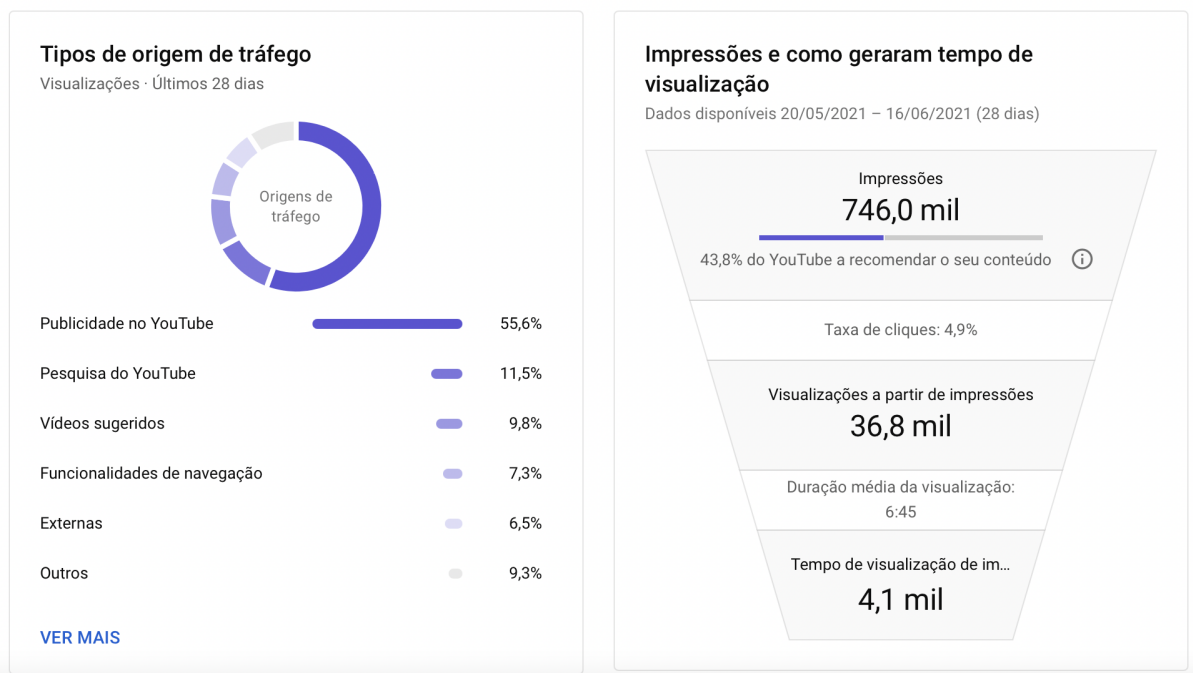 Tipos de origem de tráfego
Visualizações · Últimos 28 dias
Origens de
tráfego
Publicidade no YouTube 55,6%
Pesquisa do YouTube 11,5%
Vídeos sugeridos 9,8%
Funcionalidades de navegação 7,3%
Externas 6,5%
Outros 9,3%
VER MAIS
Impressões e como geraram tempo de
visualização
Dados disponíveis 20/05/2021 – 16/06/2021 (28 dias)
Impressões
746,0 mil
43,8% do YouTube a recomendar o seu conteúdo
Taxa de cliques: 4,9%
Visualizações a partir de impressões
36,8 mil
Duração média da visualização:
6:45
Tempo de visualização de im...
4,1 mil